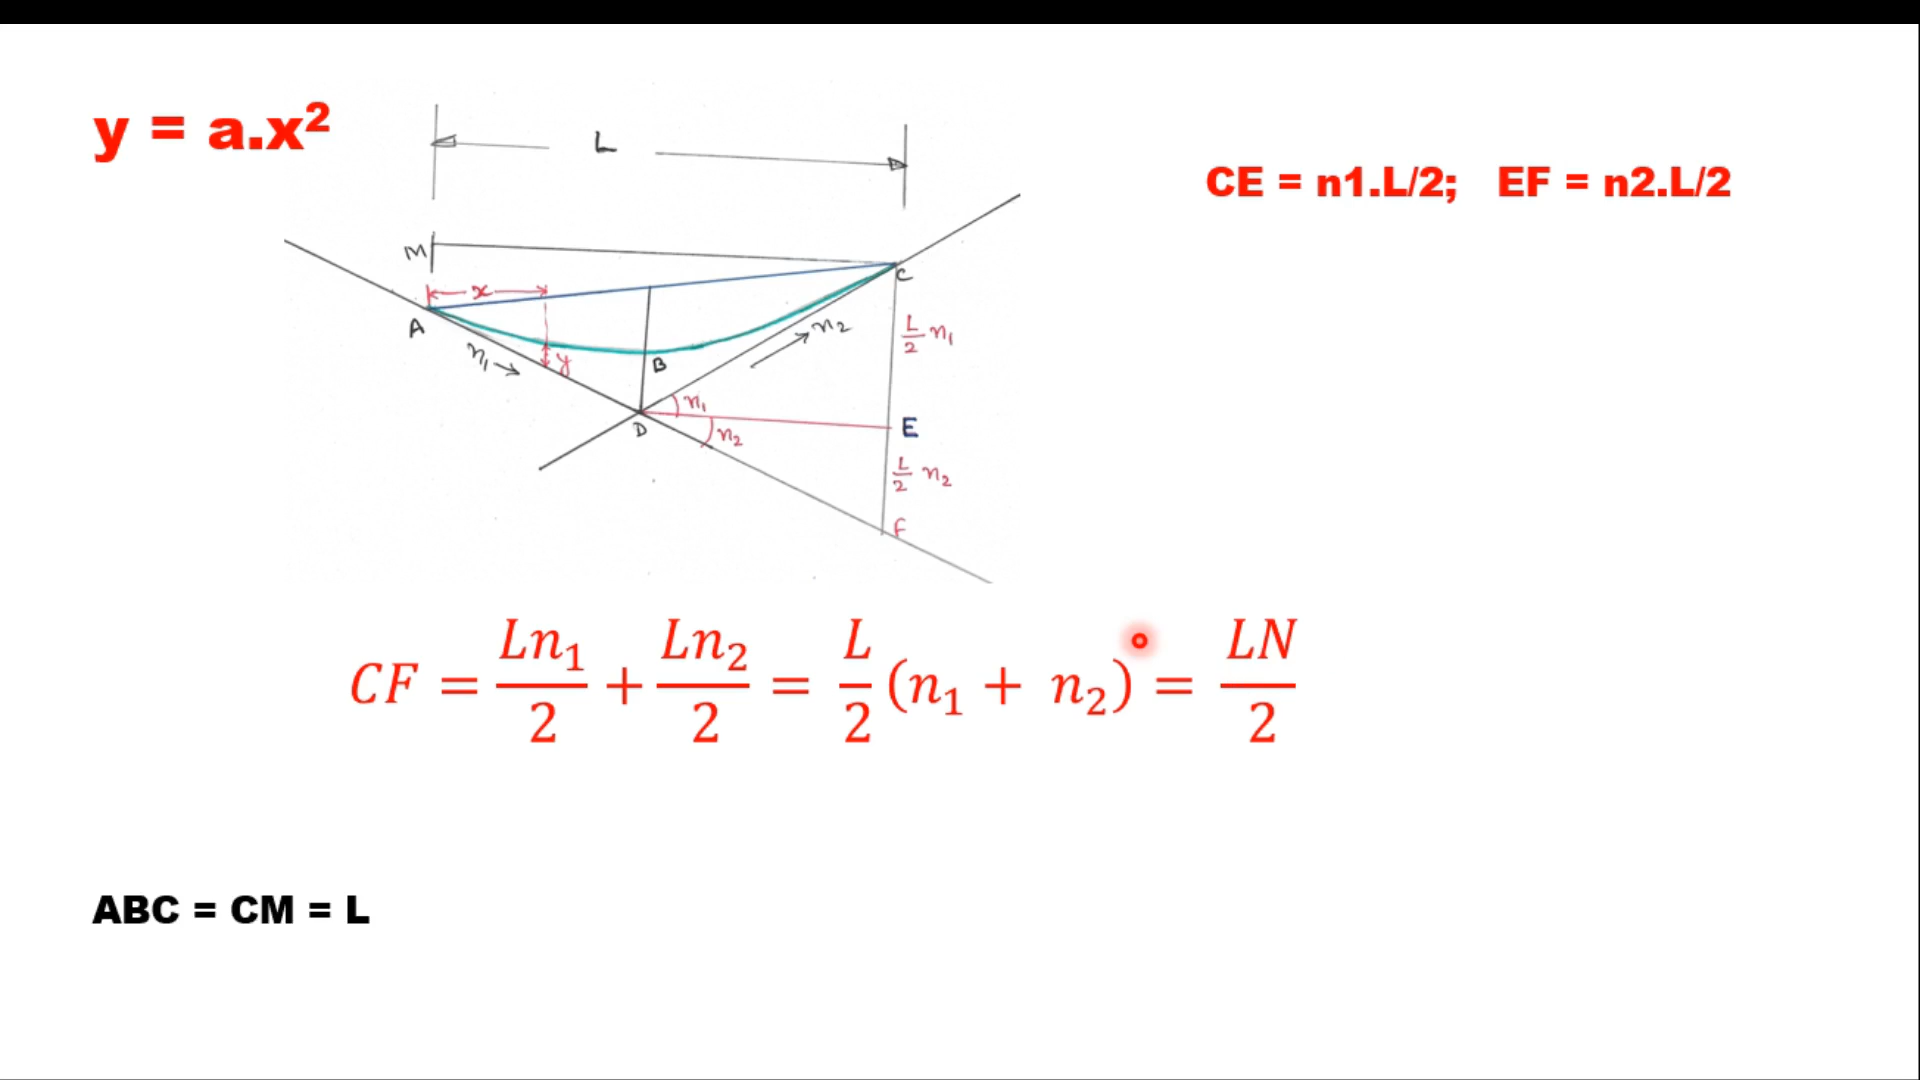 y = a.x²
L
CE = n1.L/2; EF = n2.L/2
M
x
C
A
n₁
y
B
n₂
L/2 n₁
n₁
D
n₂
E
L/2 n₂
F
CF = Ln₁/2 + Ln₂/2 = L/2 (n₁ + n₂) = LN/2
ABC = CM = L